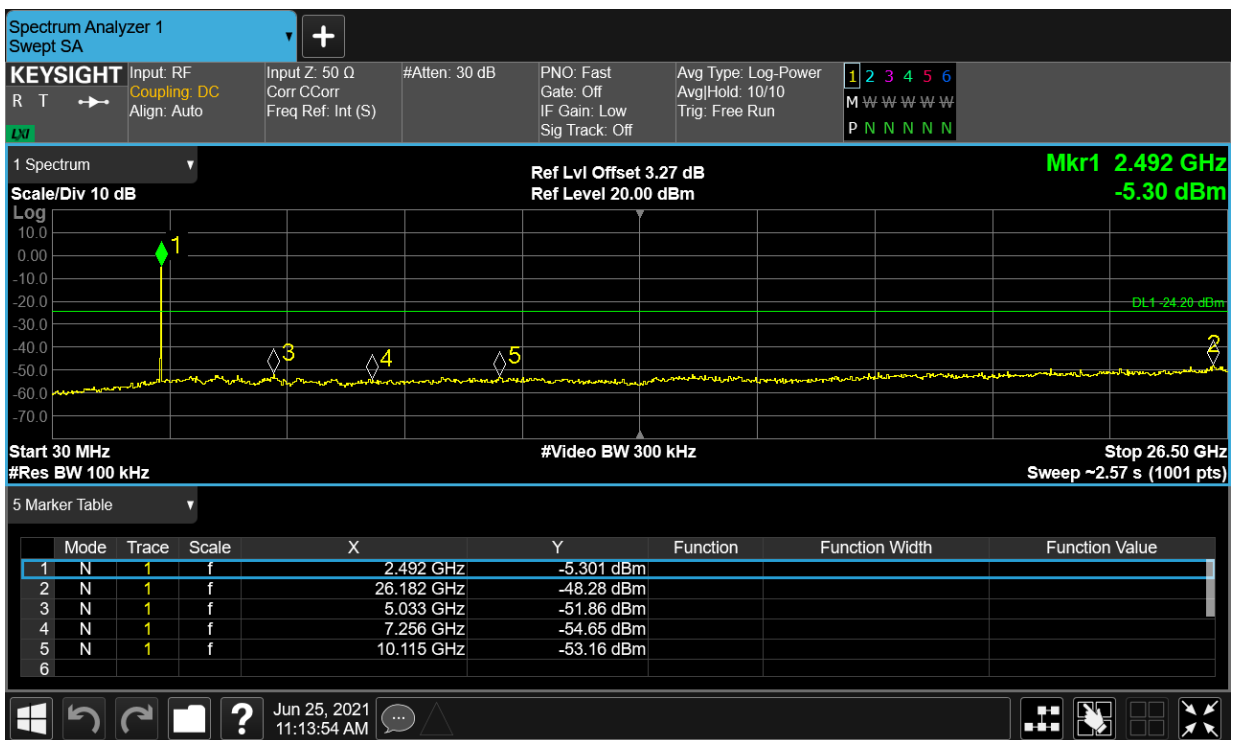 Spectrum Analyzer 1
Swept SA
+
KEYSIGHT
R T
LXI
Input: RF
Coupling: DC
Align: Auto
Input Z: 50 Ω
Corr CCorr
Freq Ref: Int (S)
#Atten: 30 dB
PNO: Fast
Gate: Off
IF Gain: Low
Sig Track: Off
Avg Type: Log-Power
Avg|Hold: 10/10
Trig: Free Run
1 2 3 4 5 6
M W W W W W
P N N N N N
1 Spectrum
Scale/Div 10 dB
Log
Ref Lvl Offset 3.27 dB
Ref Level 20.00 dBm
Mkr1 2.492 GHz
-5.30 dBm
10.0
0.00
-10.0
-20.0
-30.0
-40.0
-50.0
-60.0
-70.0
1
3
4
5
2
DL1 -24.20 dBm
Start 30 MHz
#Res BW 100 kHz
#Video BW 300 kHz
Stop 26.50 GHz
Sweep ~2.57 s (1001 pts)
5 Marker Table
Mode Trace Scale X Y Function Function Width Function Value
1 N 1 f 2.492 GHz -5.301 dBm
2 N 1 f 26.182 GHz -48.28 dBm
3 N 1 f 5.033 GHz -51.86 dBm
4 N 1 f 7.256 GHz -54.65 dBm
5 N 1 f 10.115 GHz -53.16 dBm
6
?
Jun 25, 2021
11:13:54 AM